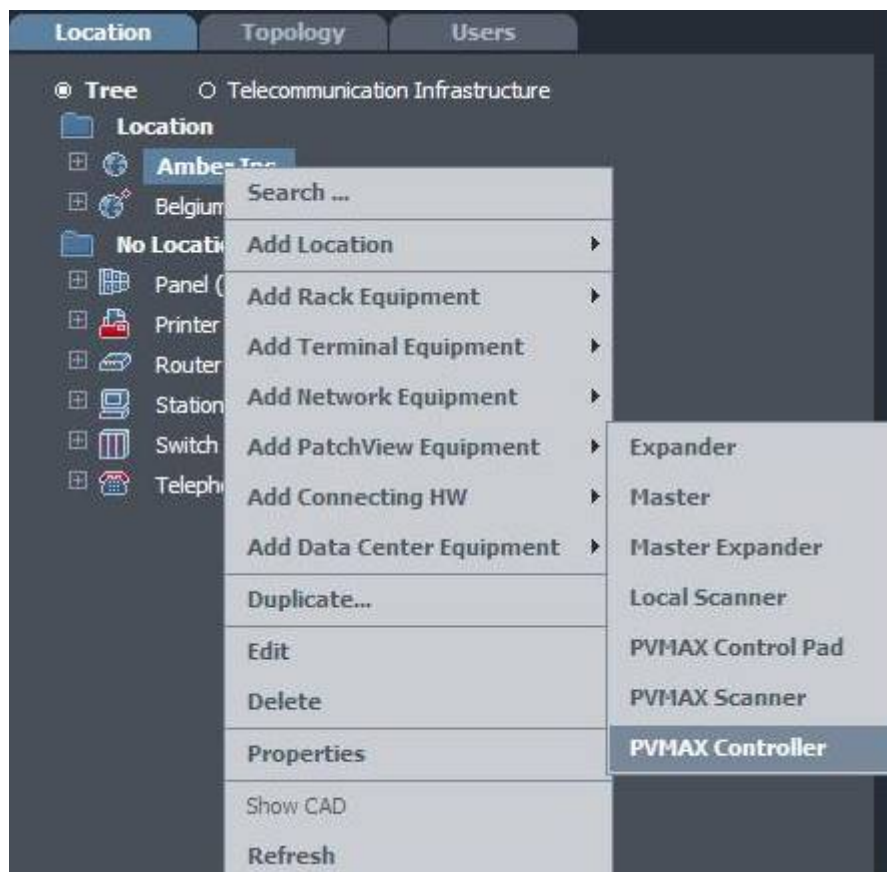 Location Topology Users
Tree Telecommunication Infrastructure
Location
Amber Inc
Belgium
No Locati
Panel (
Printer
Router
Station
Switch
Teleph
Search ...
Add Location
Add Rack Equipment
Add Terminal Equipment
Add Network Equipment
Add PatchView Equipment
Add Connecting HW
Add Data Center Equipment
Duplicate...
Edit
Delete
Properties
Show CAD
Refresh
Expander
Master
Master Expander
Local Scanner
PVMAX Control Pad
PVMAX Scanner
PVMAX Controller